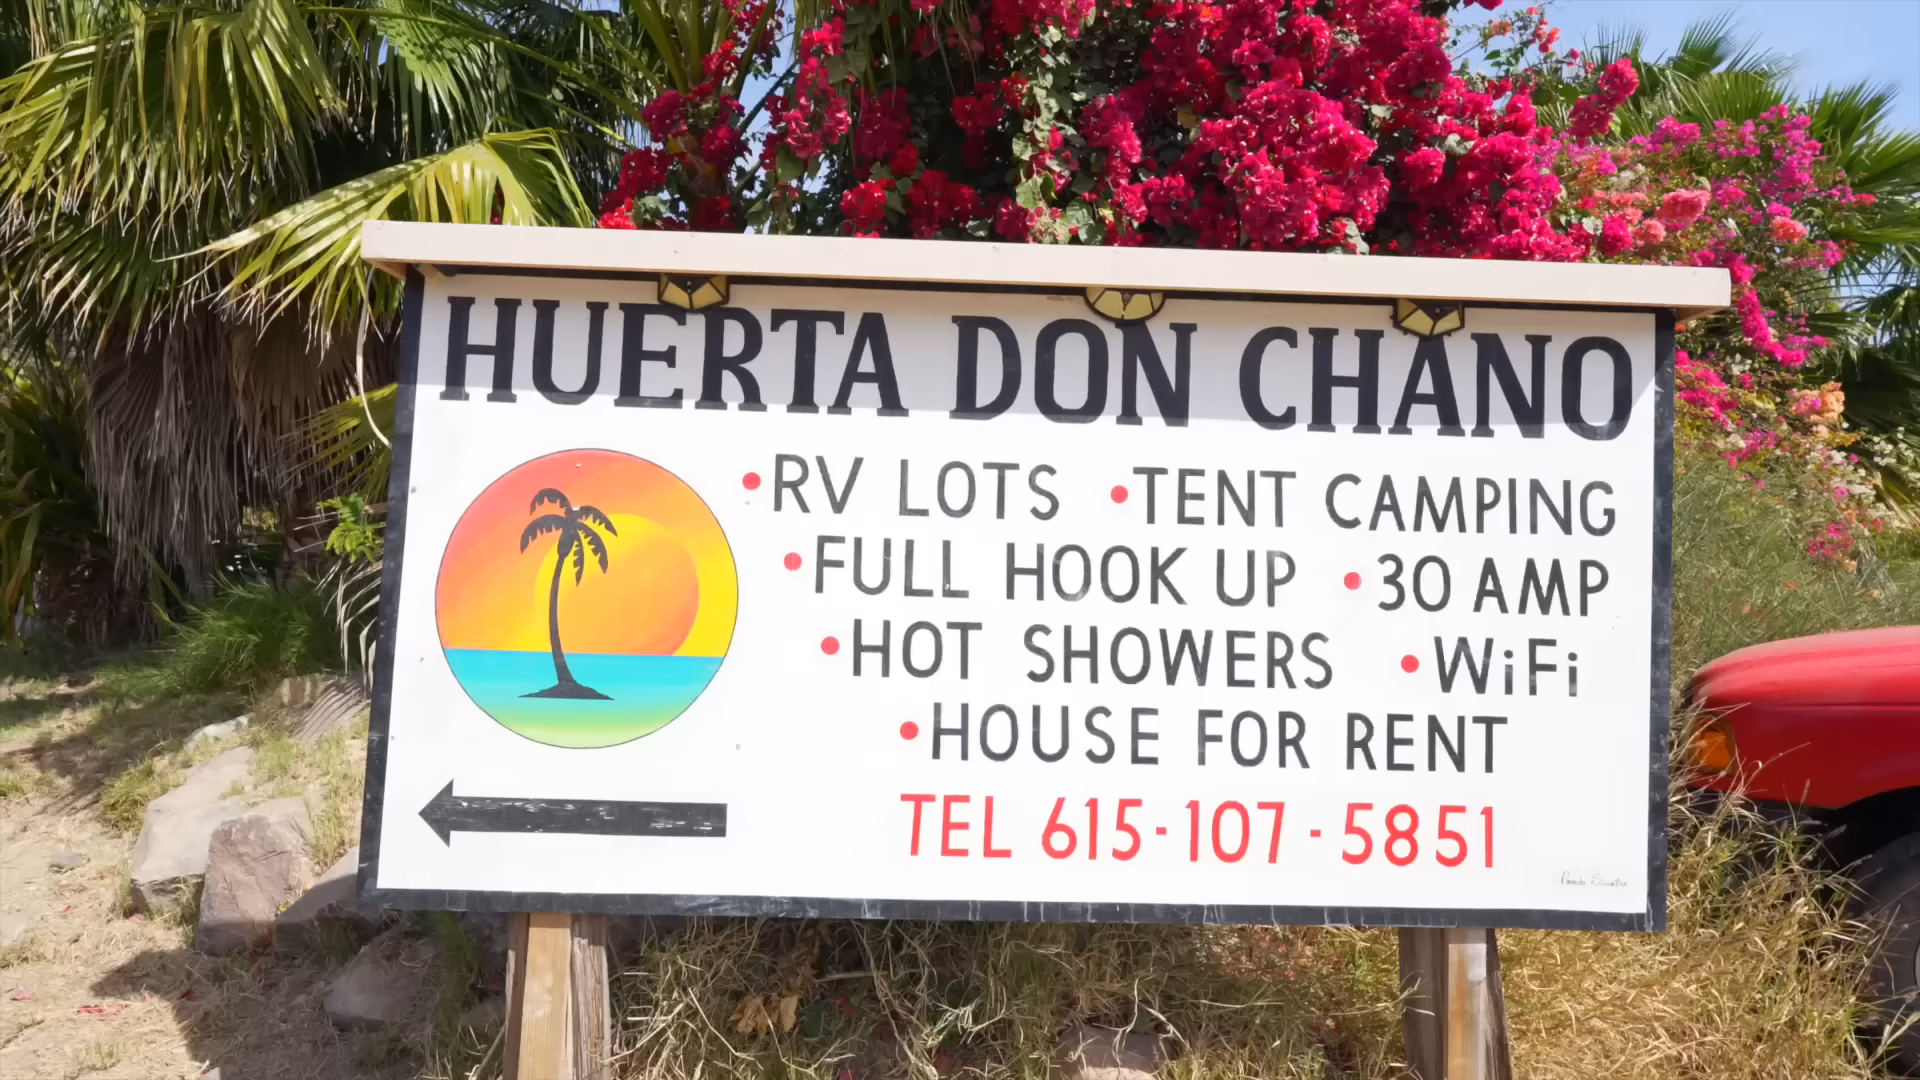 HUERTA DON CHANO
•RV LOTS •TENT CAMPING
•FULL HOOK UP •30 AMP
•HOT SHOWERS •WiFi
•HOUSE FOR RENT
TEL 615-107-5851